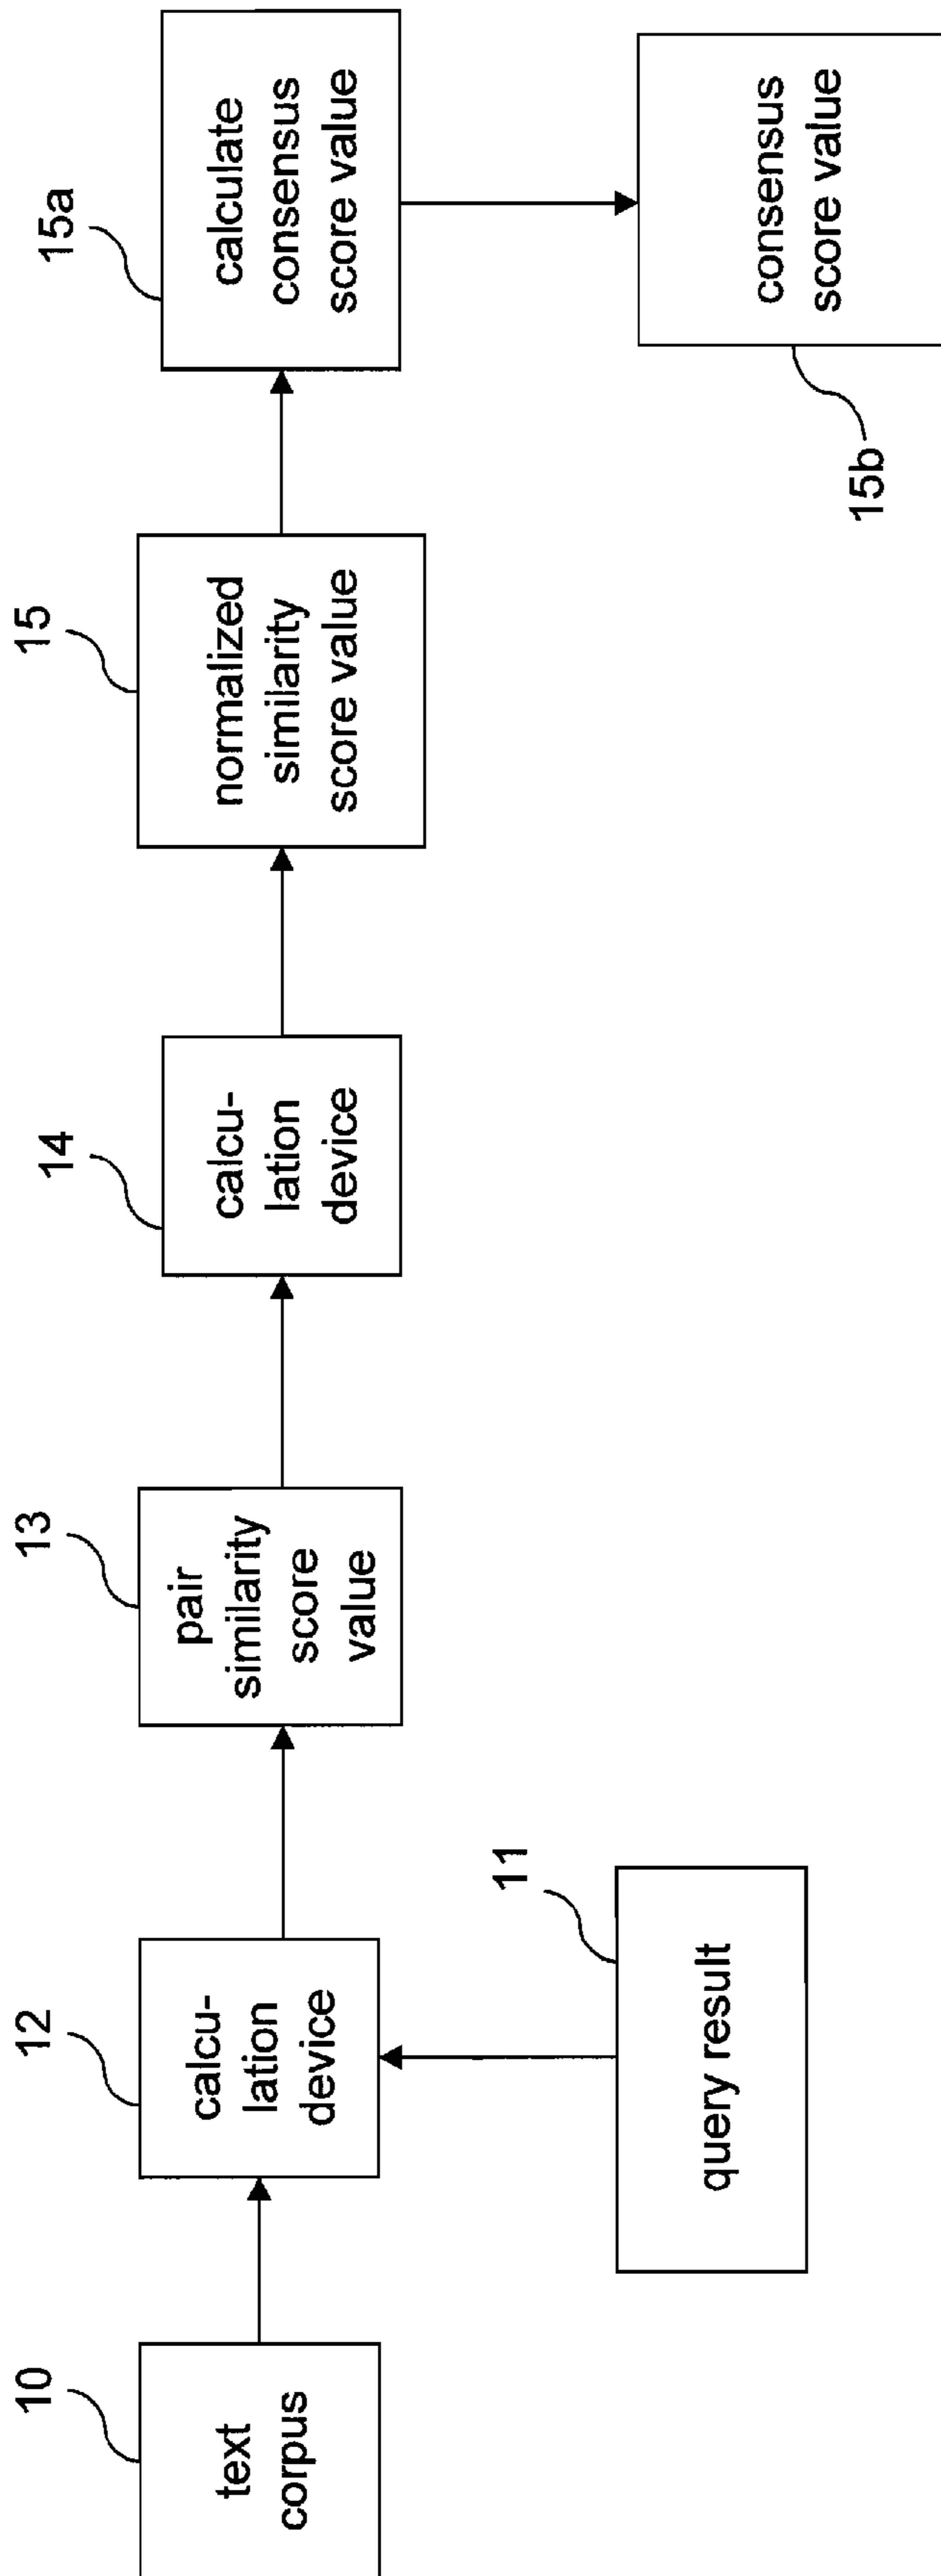 10
text
corpus
12
calcu-
lation
device
11
query result
13
pair
similarity
score
value
14
calcu-
lation
device
15
normalized
similarity
score value
15a
calculate
consensus
score value
15b
consensus
score value